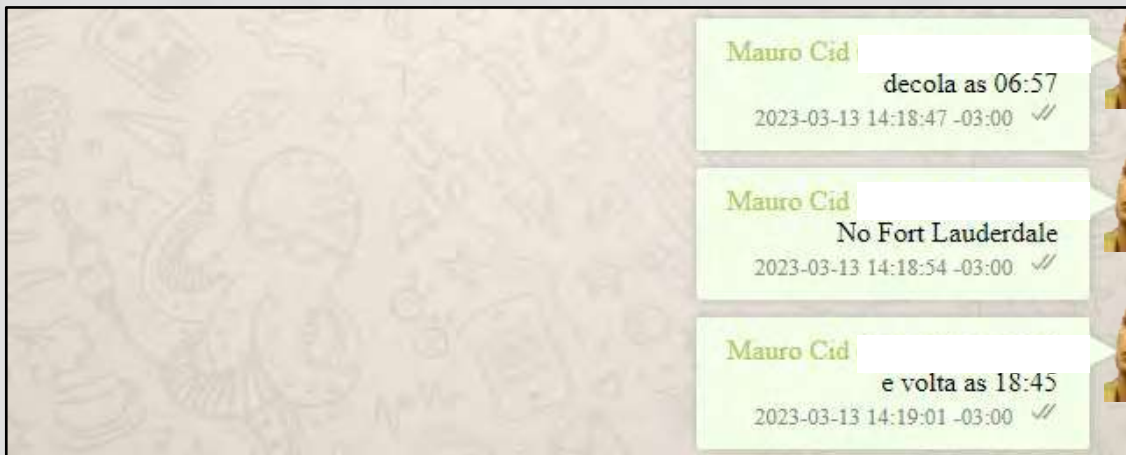 Mauro Cid
decola as 06:57
2023-03-13 14:18:47 -03:00
Mauro Cid
No Fort Lauderdale
2023-03-13 14:18:54 -03:00
Mauro Cid
e volta as 18:45
2023-03-13 14:19:01 -03:00